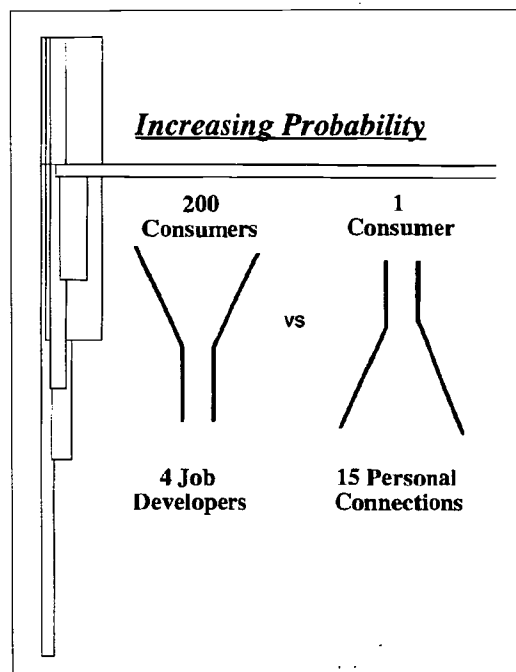 Increasing Probability
200
Consumers
1
Consumer
vs
4 Job
Developers
15 Personal
Connections